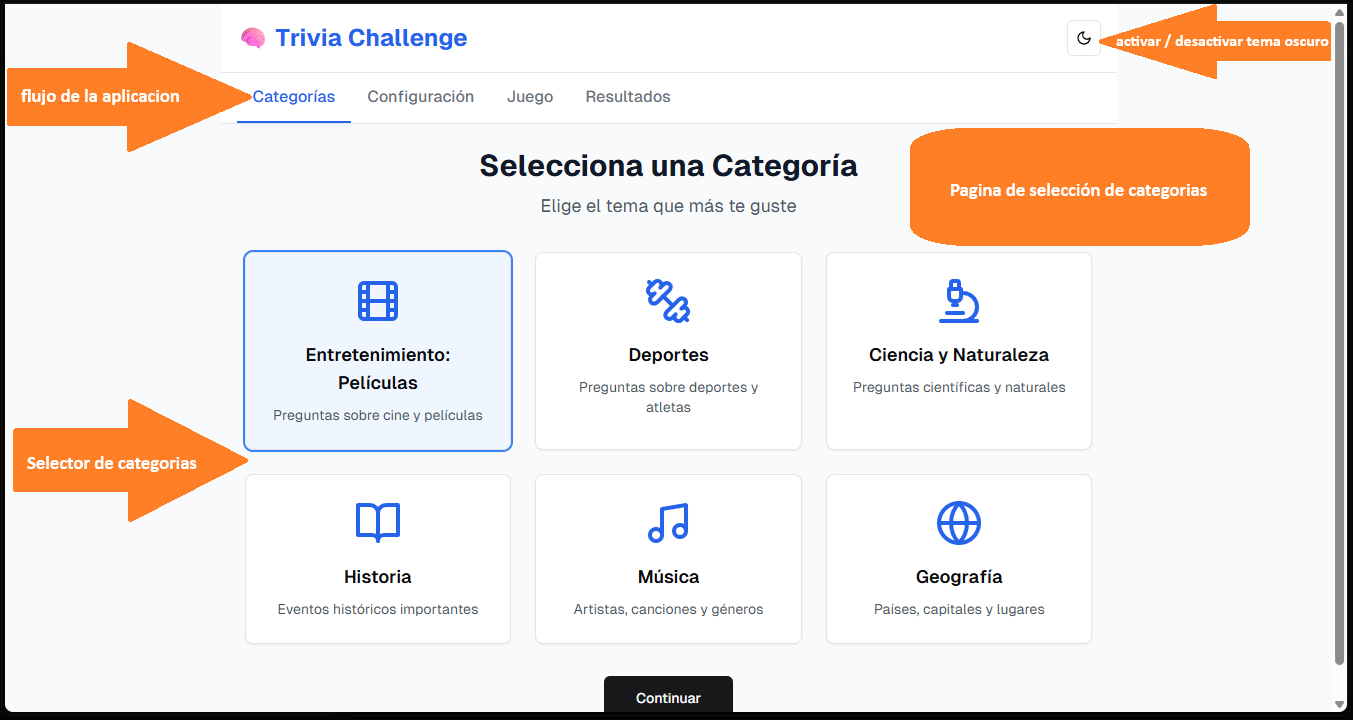 Trivia Challenge
activar / desactivar tema oscuro
flujo de la aplicacion
Categorías
Configuración
Juego
Resultados
Selecciona una Categoría
Elige el tema que más te guste
Pagina de selección de categorias
Entretenimiento:
Películas
Preguntas sobre cine y películas
Deportes
Preguntas sobre deportes y
atletas
Ciencia y Naturaleza
Preguntas científicas y naturales
Selector de categorias
Historia
Eventos históricos importantes
Música
Artistas, canciones y géneros
Geografía
Países, capitales y lugares
Continuar